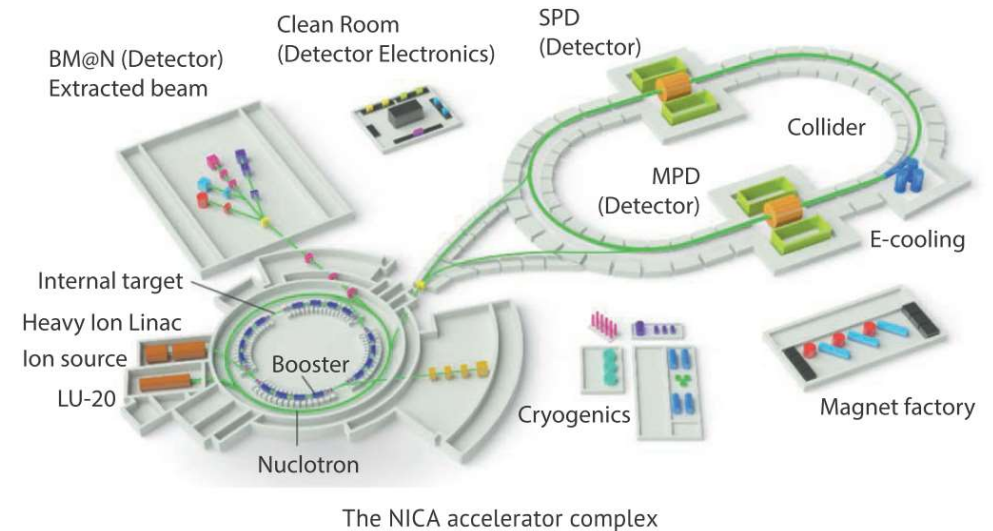 SPD
(Detector)
Clean Room
(Detector Electronics)
BM@N (Detector)
Extracted beam
Collider
MPD
(Detector)
E-cooling
Internal target
Heavy Ion Linac
Ion source
LU-20
Booster
Nuclotron
Cryogenics
Magnet factory
The NICA accelerator complex